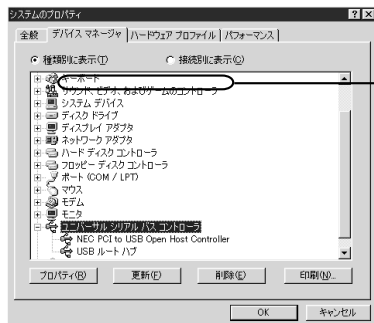 システムのプロパティ
全般 デバイス マネージャ ハードウェア プロファイル パフォーマンス
種類別に表示(T) 接続別に表示(C)
キーボード
サウンド、ビデオ、およびゲームのコントローラ
システム デバイス
ディスク ドライブ
ディスプレイ アダプタ
ネットワーク アダプタ
ハード ディスク コントローラ
フロッピー ディスク コントローラ
ポート (COM / LPT)
マウス
モデム
モニタ
ユニバーサル シリアル バス コントローラ
NEC PCI to USB Open Host Controller
USB ルート ハブ
プロパティ(R) 更新(F) 削除(E) 印刷(N)...
OK キャンセル